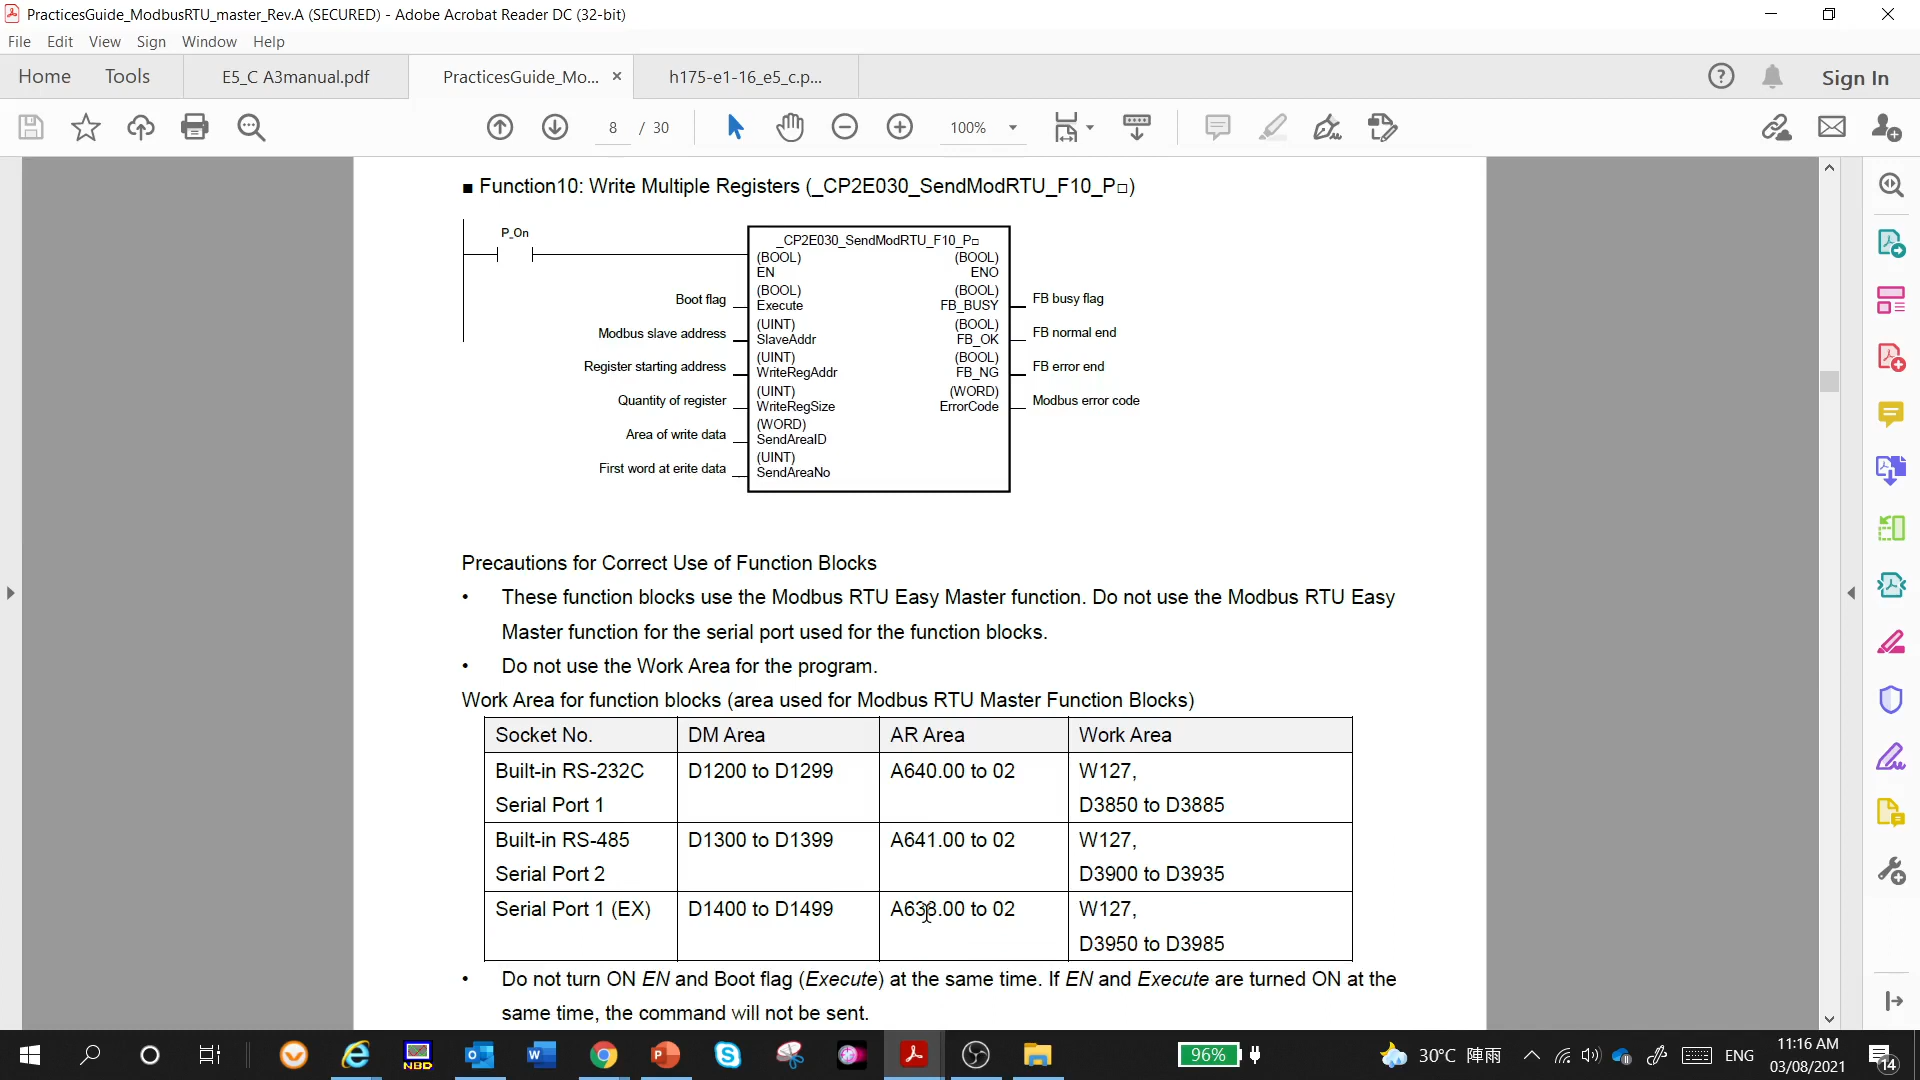 PracticesGuide_ModbusRTU_master_Rev.A (SECURED) - Adobe Acrobat Reader DC (32-bit)
File Edit View Sign Window Help
Home Tools E5_C A3manual.pdf PracticesGuide_Mo... × h175-e1-16_e5_c.p... Sign In
8 / 30 100%
■ Function10: Write Multiple Registers (_CP2E030_SendModRTU_F10_P□)
P_On
_CP2E030_SendModRTU_F10_P□
(BOOL) (BOOL)
EN ENO
(BOOL) (BOOL)
Boot flag Execute FB_BUSY FB busy flag
(UINT) (BOOL)
Modbus slave address SlaveAddr FB_OK FB normal end
(UINT) (BOOL)
Register starting address WriteRegAddr FB_NG FB error end
(UINT) (WORD)
Quantity of register WriteRegSize ErrorCode Modbus error code
(WORD)
Area of write data SendAreaID
(UINT)
First word at erite data SendAreaNo
Precautions for Correct Use of Function Blocks
• These function blocks use the Modbus RTU Easy Master function. Do not use the Modbus RTU Easy
Master function for the serial port used for the function blocks.
• Do not use the Work Area for the program.
Work Area for function blocks (area used for Modbus RTU Master Function Blocks)
Socket No. DM Area AR Area Work Area
Built-in RS-232C D1200 to D1299 A640.00 to 02 W127,
Serial Port 1 D3850 to D3885
Built-in RS-485 D1300 to D1399 A641.00 to 02 W127,
Serial Port 2 D3900 to D3935
Serial Port 1 (EX) D1400 to D1499 A638.00 to 02 W127,
D3950 to D3985
• Do not turn ON EN and Boot flag (Execute) at the same time. If EN and Execute are turned ON at the
same time, the command will not be sent.
NBD
96% 30°C 陣雨 ENG 11:16 AM
03/08/2021
14